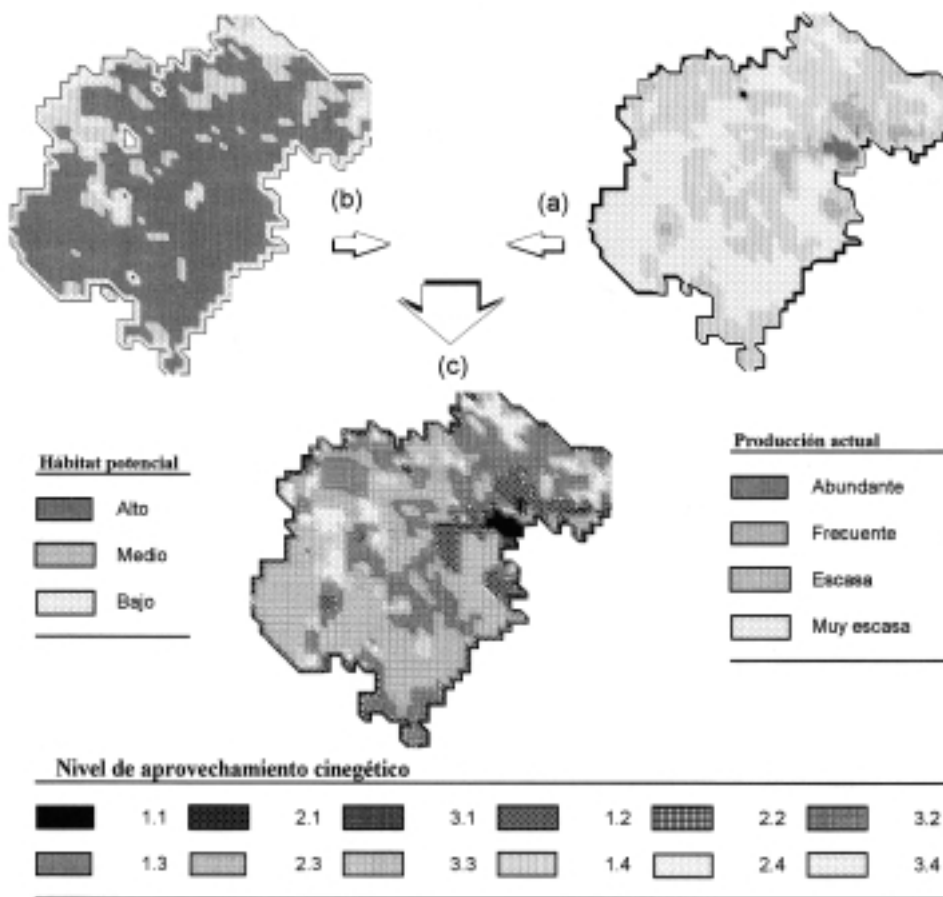 (b)
(a)
(c)
Hábitat potencial
Alto
Medio
Bajo
Producción actual
Abundante
Frecuente
Escasa
Muy escasa
Nivel de aprovechamiento cinegético
1.1 2.1 3.1 1.2 2.2 3.2
1.3 2.3 3.3 1.4 2.4 3.4